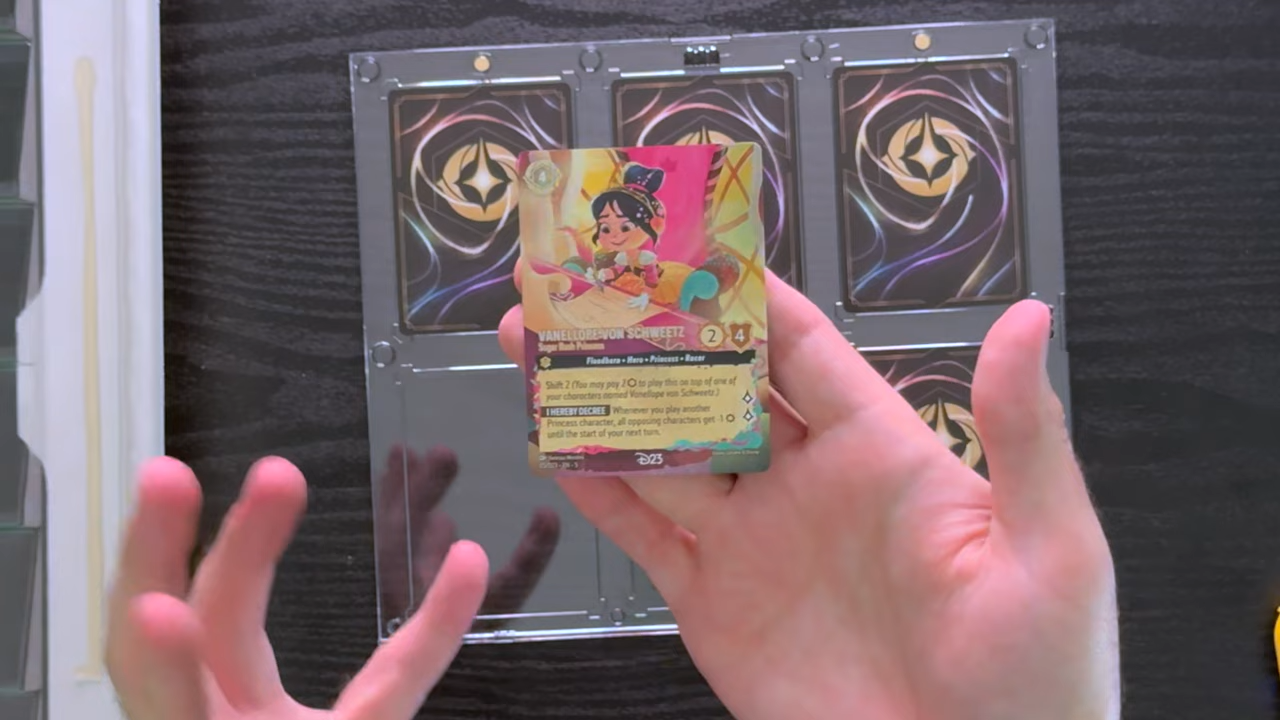 4
VANELLOPE VON SCHWEETZ
Sugar Rush Princess
2 4
Floodborn • Hero • Princess • Racer
Shift 2 (You may pay 2 to play this on top of one of
your characters named Vanellope von Schweetz.)
I HEREBY DECREE Whenever you play another
Princess character, all opposing characters get -1
until the start of your next turn.
D23